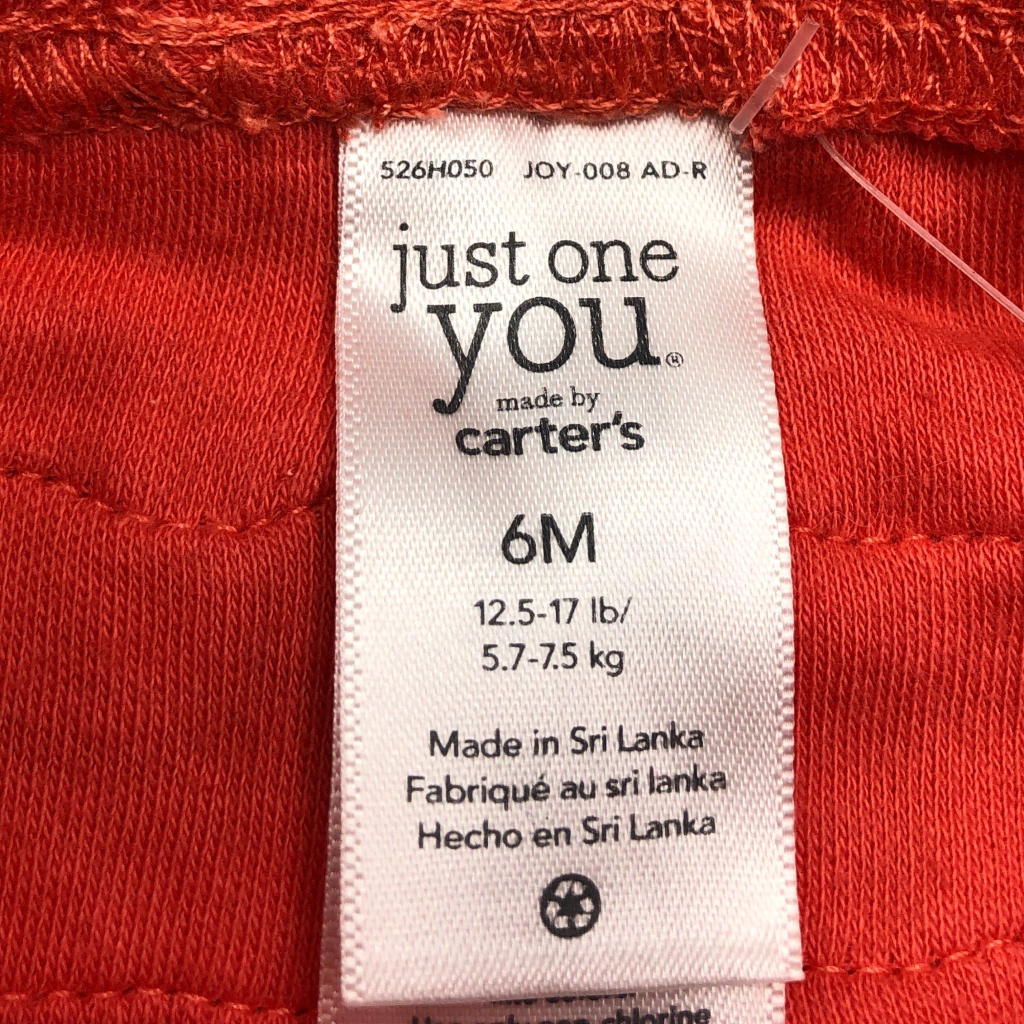 526H050 JOY-008 AD-R
just one
you®
made by
carter's
6M
12.5-17 lb/
5.7-7.5 kg
Made in Sri Lanka
Fabriqué au sri lanka
Hecho en Sri Lanka
chlorine